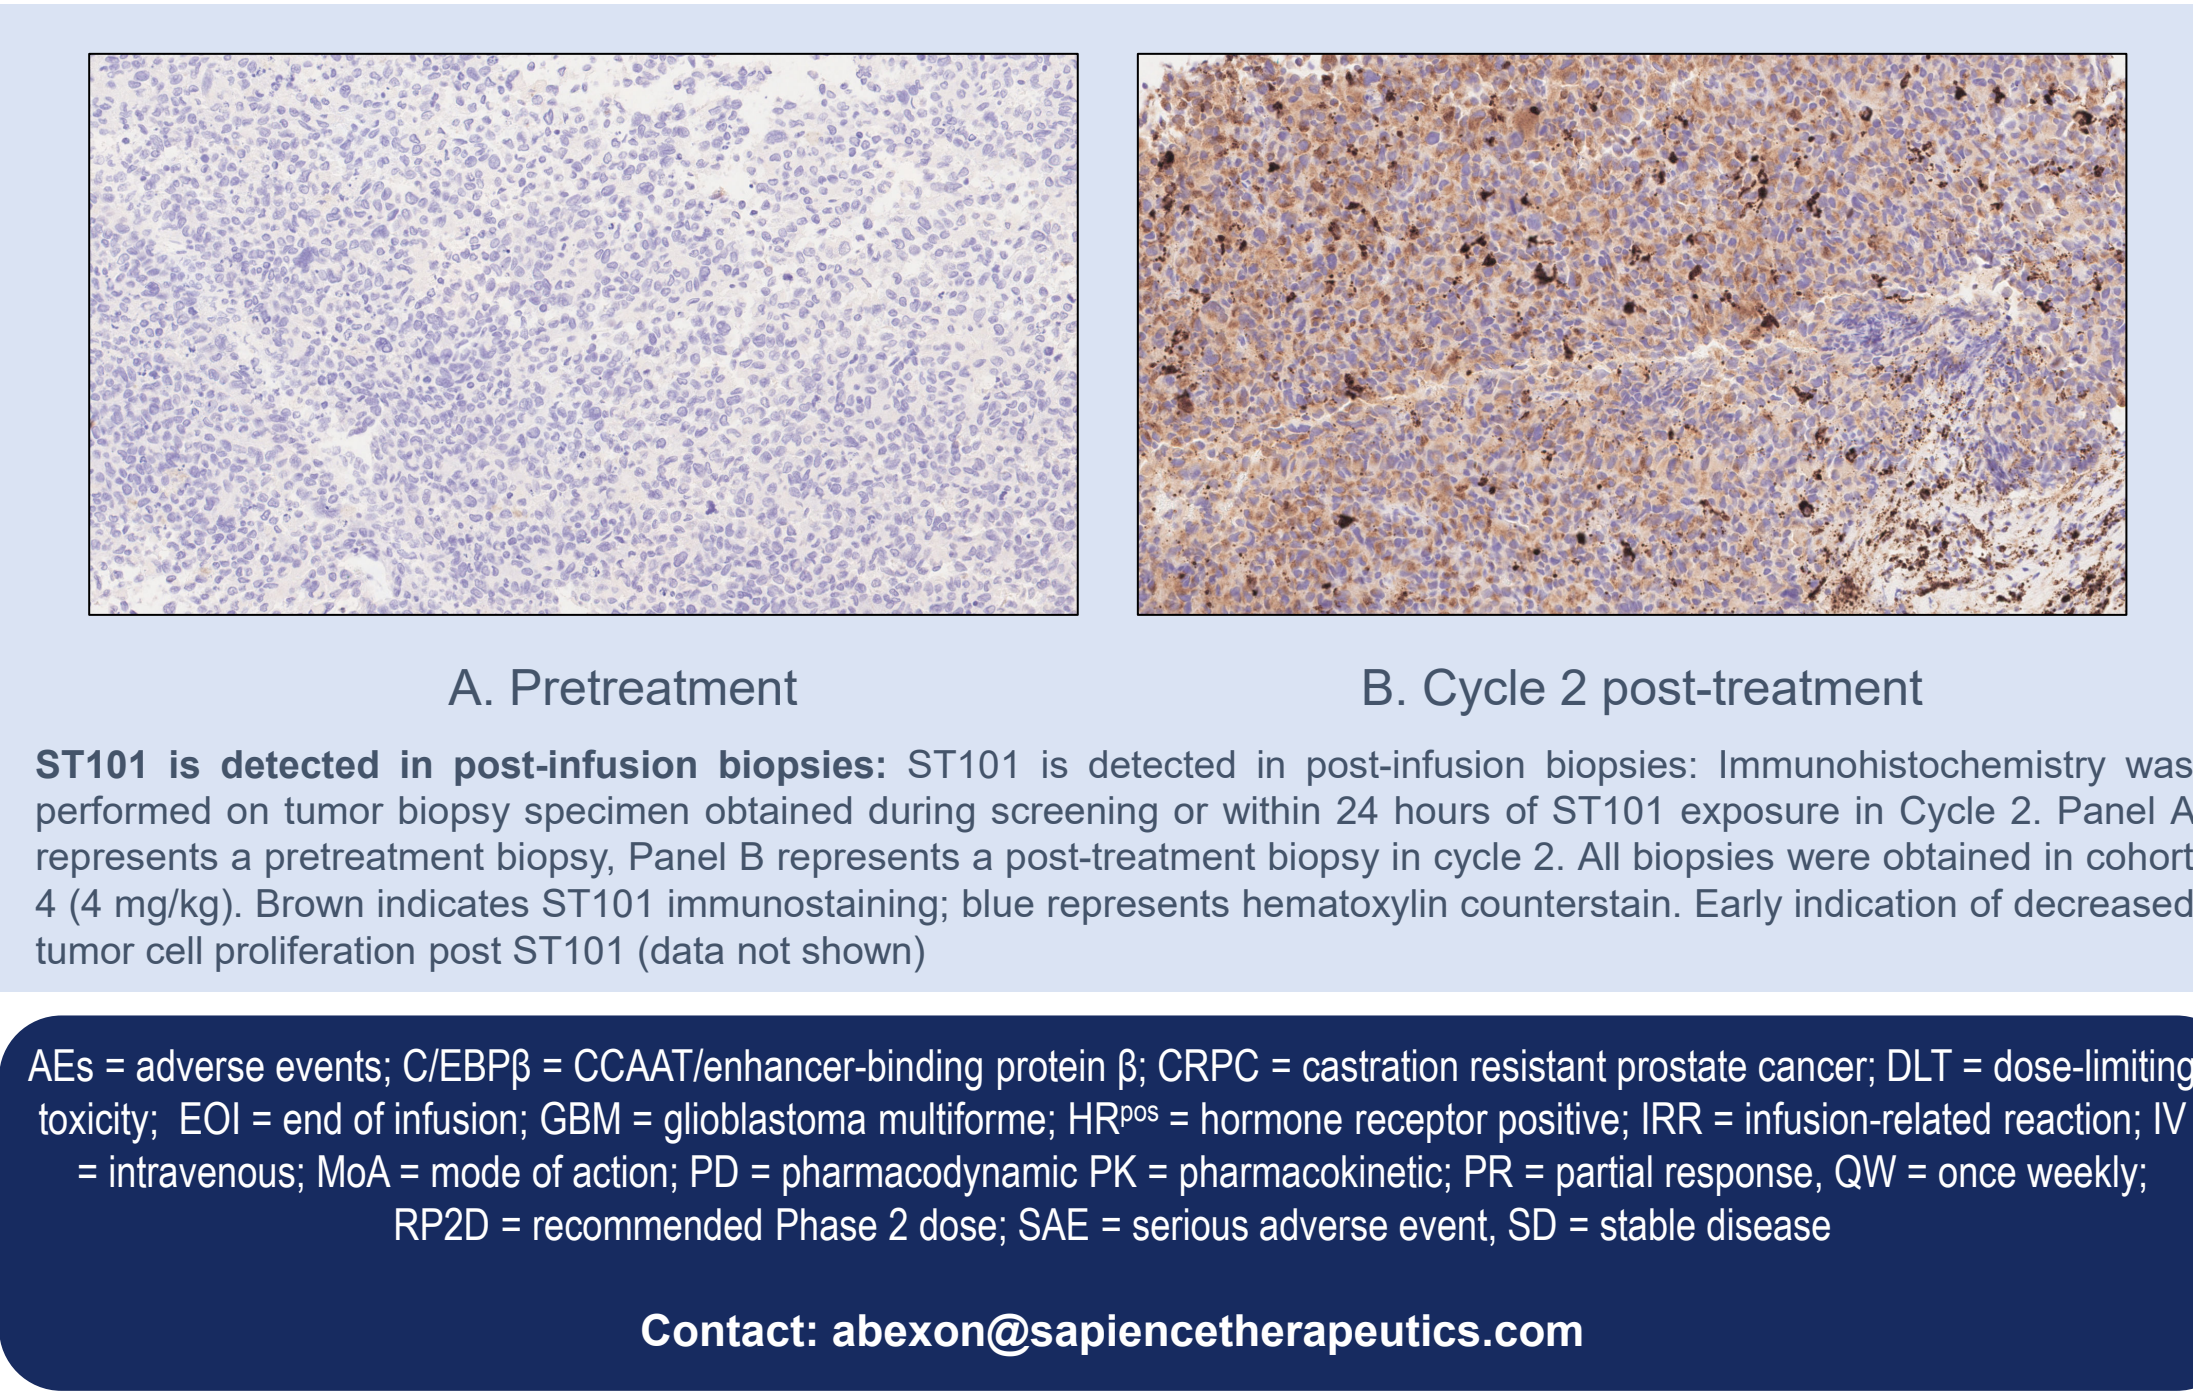 A. Pretreatment
B. Cycle 2 post-treatment
ST101 is detected in post-infusion biopsies: ST101 is detected in post-infusion biopsies: Immunohistochemistry was
performed on tumor biopsy specimen obtained during screening or within 24 hours of ST101 exposure in Cycle 2. Panel A
represents a pretreatment biopsy, Panel B represents a post-treatment biopsy in cycle 2. All biopsies were obtained in cohort
4 (4 mg/kg). Brown indicates ST101 immunostaining; blue represents hematoxylin counterstain. Early indication of decreased
tumor cell proliferation post ST101 (data not shown)
AEs = adverse events; C/EBPβ = CCAAT/enhancer-binding protein β; CRPC = castration resistant prostate cancer; DLT = dose-limiting
toxicity; EOI = end of infusion; GBM = glioblastoma multiforme; HRᵖᵒˢ = hormone receptor positive; IRR = infusion-related reaction; IV
= intravenous; MoA = mode of action; PD = pharmacodynamic PK = pharmacokinetic; PR = partial response, QW = once weekly;
RP2D = recommended Phase 2 dose; SAE = serious adverse event, SD = stable disease
Contact: abexon@sapiencetherapeutics.com